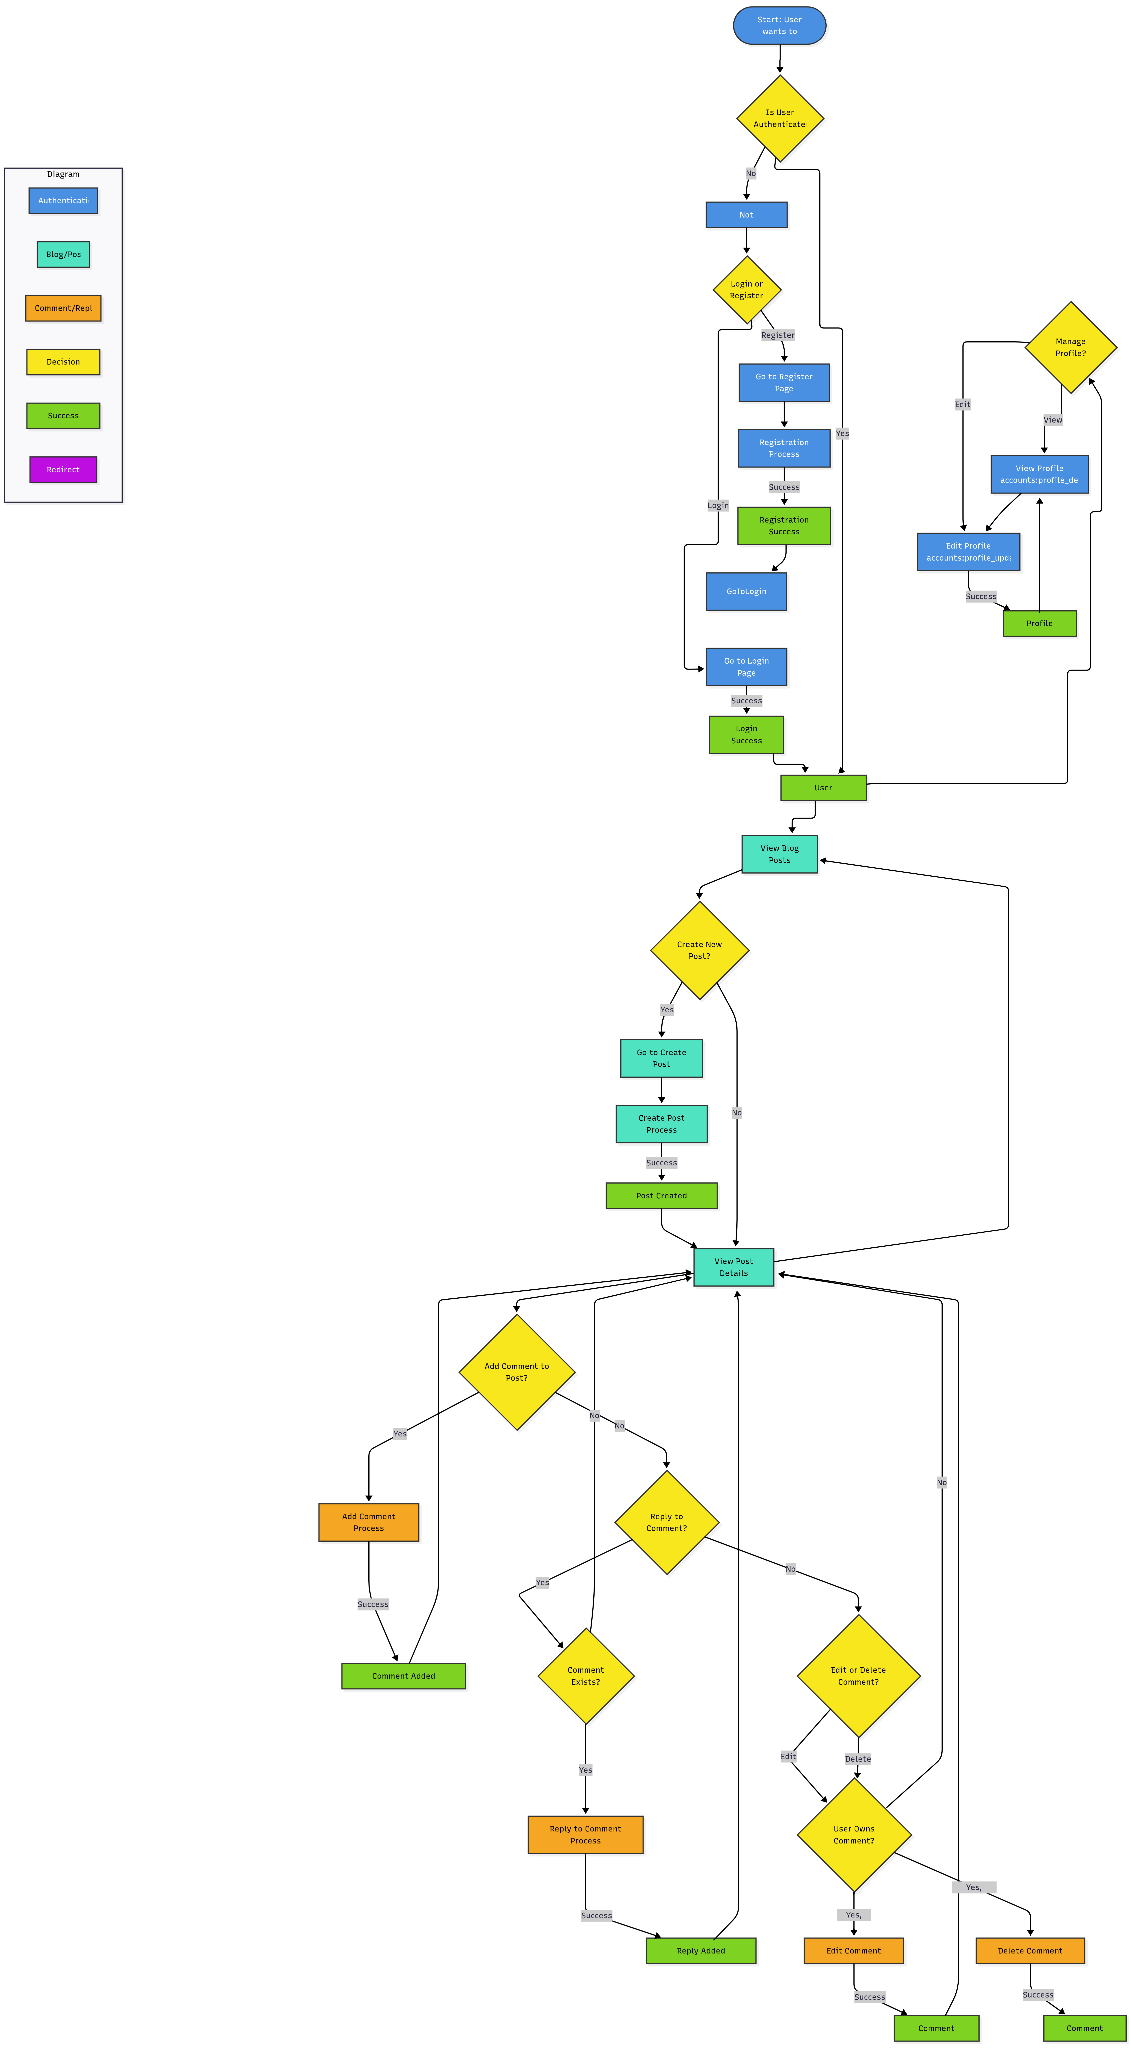 Start: User
wants to
Is User
Authenticate
No
Not
Login or
Register
Register
Go to Register
Page
Registration
Process
Success
Registration
Success
GoToLogin
Login
Yes
Go to Login
Page
Success
Login
Success
User
Diagram
Authenticati
Blog/Pos
Comment/Repl
Decision
Success
Redirect
Manage
Profile?
Edit
View
View Profile
accounts:profile_de
Edit Profile
accounts:profile_upd
Success
Profile
View Blog
Posts
Create New
Post?
Yes
No
Go to Create
Post
Create Post
Process
Success
Post Created
View Post
Details
Add Comment to
Post?
Yes
No
No
Add Comment
Process
Success
Comment Added
Reply to
Comment?
Yes
No
Comment
Exists?
Yes
Reply to Comment
Process
Success
Reply Added
Edit or Delete
Comment?
Edit
Delete
No
User Owns
Comment?
Yes,
Yes,
Edit Comment
Delete Comment
Success
Success
Comment
Comment